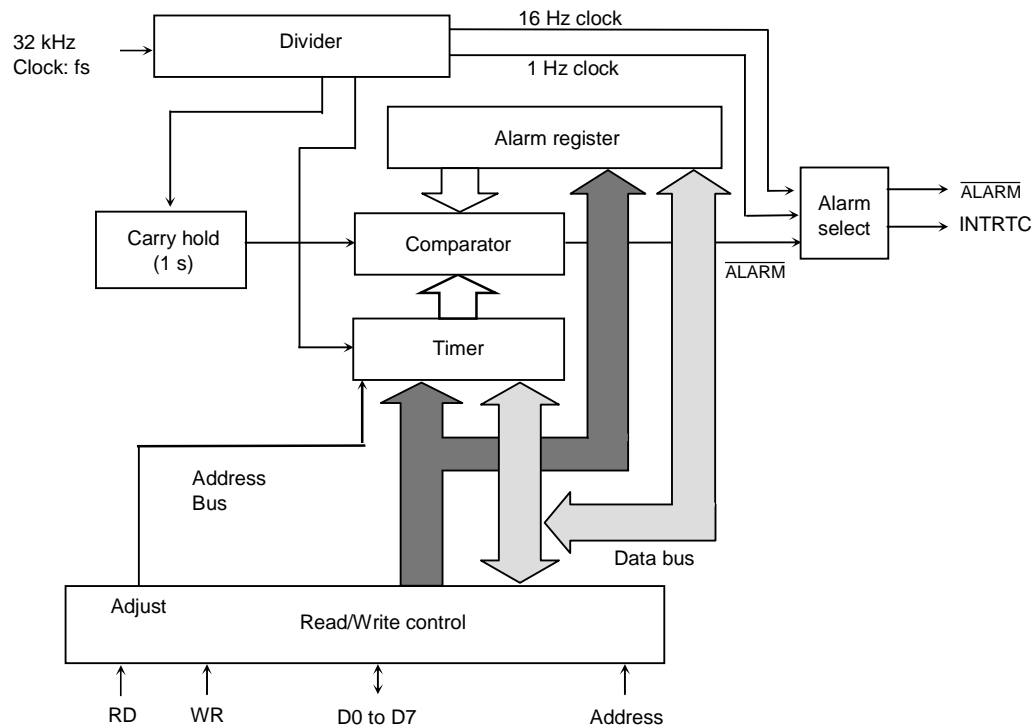 16 Hz clock
32 kHz
Clock: fs
Divider
1 Hz clock
Alarm register
Alarm
select
ALARM
INTRTC
Carry hold
(1 s)
Comparator
ALARM
Timer
Address
Bus
Data bus
Adjust
Read/Write control
RD
WR
D0 to D7
Address